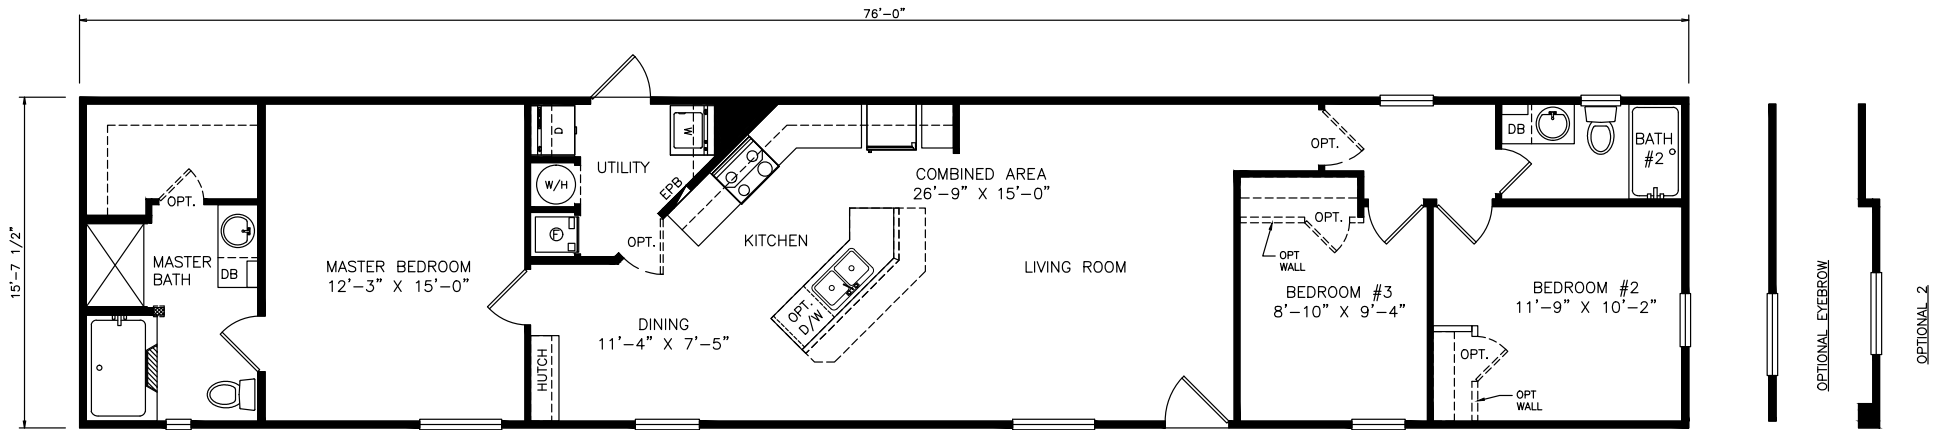 76'-0"
15'-7 1/2"
OPT.
MASTER
BATH
DB
MASTER BEDROOM
12'-3" X 15'-0"
D
W
UTILITY
W/H
F
EPB
OPT.
HUTCH
DINING
11'-4" X 7'-5"
KITCHEN
OPT.
D/W
COMBINED AREA
26'-9" X 15'-0"
LIVING ROOM
OPT.
OPT.
OPT
WALL
BEDROOM #3
8'-10" X 9'-4"
DB
BATH
#2
BEDROOM #2
11'-9" X 10'-2"
OPT.
OPT
WALL
OPTIONAL EYEBROW
OPTIONAL 2